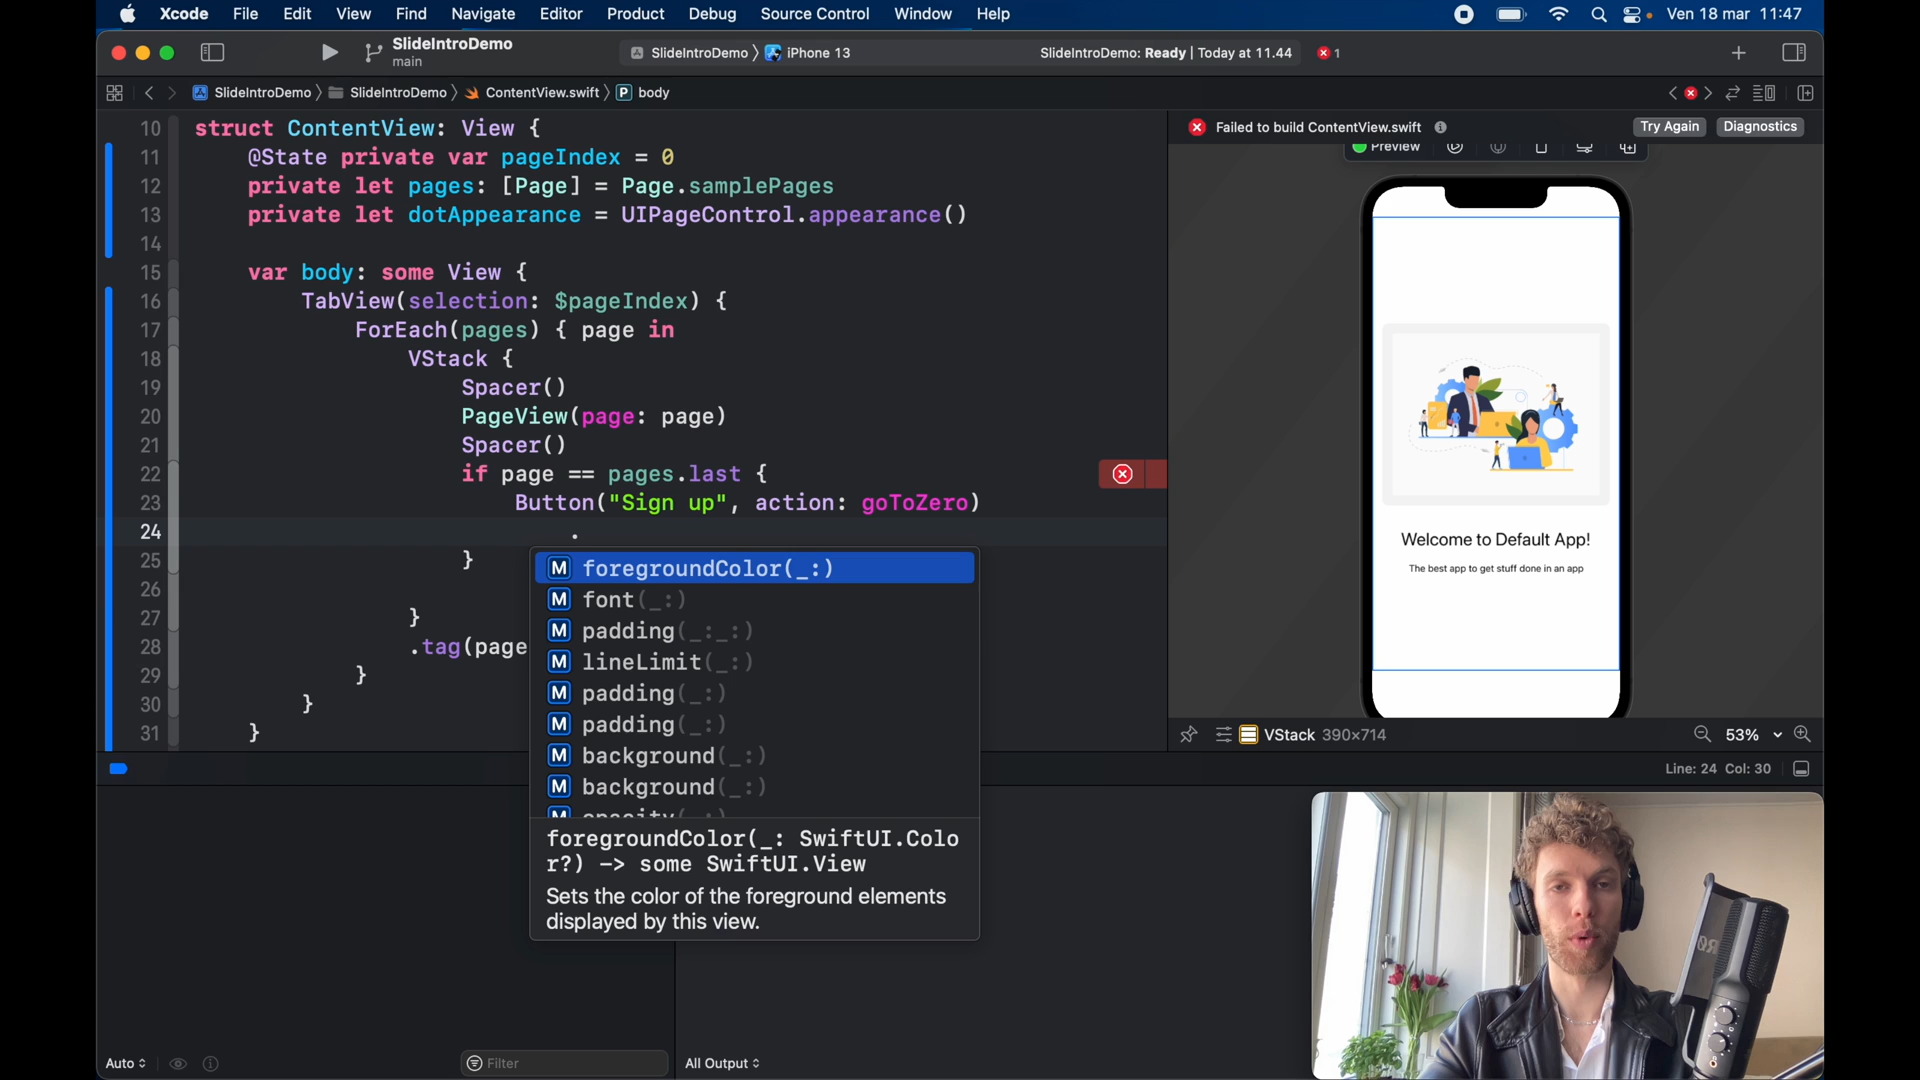 Xcode File Edit View Find Navigate Editor Product Debug Source Control Window Help Ven 18 mar 11:47
SlideIntroDemo
main
SlideIntroDemo iPhone 13 SlideIntroDemo: Ready | Today at 11.44 1
SlideIntroDemo SlideIntroDemo ContentView.swift P body
Failed to build ContentView.swift Try Again Diagnostics
Preview
10 struct ContentView: View {
11 @State private var pageIndex = 0
12 private let pages: [Page] = Page.samplePages
13 private let dotAppearance = UIPageControl.appearance()
14
15 var body: some View {
16 TabView(selection: $pageIndex) {
17 ForEach(pages) { page in
18 VStack {
19 Spacer()
20 PageView(page: page)
21 Spacer()
22 if page == pages.last {
23 Button("Sign up", action: goToZero)
24 .
25 }
26
27 }
28 .tag(page
29 }
30 }
31 }
M foregroundColor(_:)
M font(_:)
M padding(_:_:)
M lineLimit(_:)
M padding(_:)
M padding(_:)
M background(_:)
M background(_:)
foregroundColor(_: SwiftUI.Colo
r?) -> some SwiftUI.View
Sets the color of the foreground elements
displayed by this view.
Welcome to Default App!
The best app to get stuff done in an app
VStack 390×714 53%
Line: 24 Col: 30
Auto Filter All Output